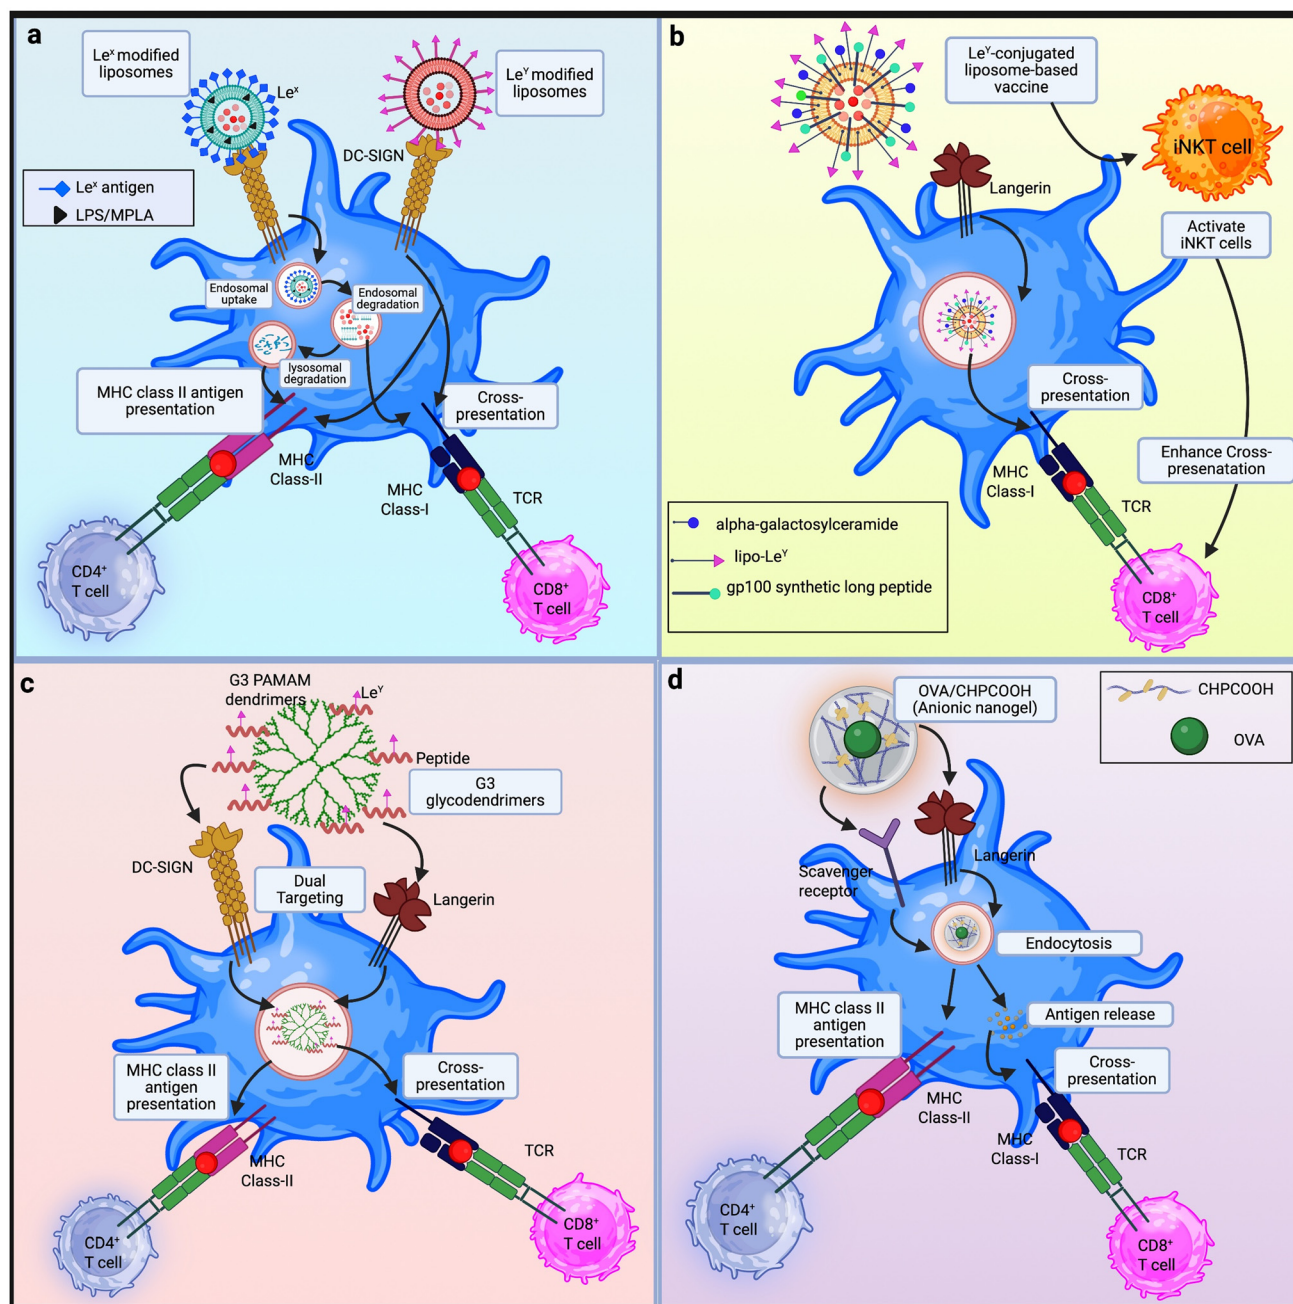 a
Leˣ modified
liposomes
Leˣ
Leʸ modified
liposomes
DC-SIGN
Leˣ antigen
LPS/MPLA
Endosomal
uptake
Endosomal
degradation
lysosomal
degradation
MHC class II antigen
presentation
Cross-
presentation
MHC
Class-II
MHC
Class-I
TCR
CD4⁺
T cell
CD8⁺
T cell
b
Leʸ-conjugated
liposome-based
vaccine
iNKT cell
Langerin
Activate
iNKT cells
Cross-
presentation
Enhance Cross-
presenatation
MHC
Class-I
TCR
alpha-galactosylceramide
lipo-Leʸ
gp100 synthetic long peptide
CD8⁺
T cell
c
G3 PAMAM
dendrimers
Leʸ
Peptide
G3
glycodendrimers
DC-SIGN
Dual
Targeting
Langerin
MHC class II
antigen
presentation
Cross-
presentation
MHC
Class-II
TCR
CD4⁺
T cell
CD8⁺
T cell
d
OVA/CHPCOOH
(Anionic nanogel)
CHPCOOH
OVA
Scavenger
receptor
Langerin
Endocytosis
MHC class II
antigen
presentation
Antigen release
Cross-
presentation
MHC
Class-II
MHC
Class-I
TCR
CD4⁺
T cell
CD8⁺
T cell